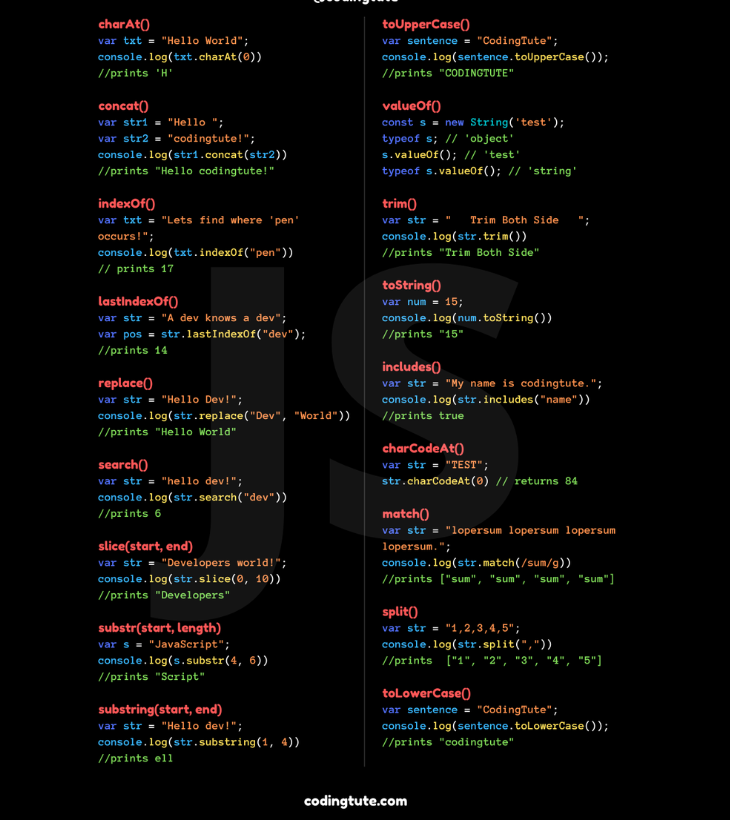 @codingtute
charAt()
var txt = "Hello World";
console.log(txt.charAt(0))
//prints 'H'
concat()
var str1 = "Hello ";
var str2 = "codingtute!";
console.log(str1.concat(str2))
//prints "Hello codingtute!"
indexOf()
var txt = "Lets find where 'pen'
occurs!";
console.log(txt.indexOf("pen"))
// prints 17
lastIndexOf()
var str = "A dev knows a dev";
var pos = str.lastIndexOf("dev");
//prints 14
replace()
var str = "Hello Dev!";
console.log(str.replace("Dev", "World"))
//prints "Hello World"
search()
var str = "hello dev!";
console.log(str.search("dev"))
//prints 6
slice(start, end)
var str = "Developers world!";
console.log(str.slice(0, 10))
//prints "Developers"
substr(start, length)
var s = "JavaScript";
console.log(s.substr(4, 6))
//prints "Script"
substring(start, end)
var str = "Hello dev!";
console.log(str.substring(1, 4))
//prints ell
toUpperCase()
var sentence = "CodingTute";
console.log(sentence.toUpperCase());
//prints "CODINGTUTE"
valueOf()
const s = new String('test');
typeof s; // 'object'
s.valueOf(); // 'test'
typeof s.valueOf(); // 'string'
trim()
var str = "   Trim Both Side   ";
console.log(str.trim())
//prints "Trim Both Side"
toString()
var num = 15;
console.log(num.toString())
//prints "15"
includes()
var str = "My name is codingtute.";
console.log(str.includes("name"))
//prints true
charCodeAt()
var str = "TEST";
str.charCodeAt(0) // returns 84
match()
var str = "lopersum lopersum lopersum
lopersum.";
console.log(str.match(/sum/g))
//prints ["sum", "sum", "sum", "sum"]
split()
var str = "1,2,3,4,5";
console.log(str.split(","))
//prints  ["1", "2", "3", "4", "5"]
toLowerCase()
var sentence = "CodingTute";
console.log(sentence.toLowerCase());
//prints "codingtute"
JS
codingtute.com